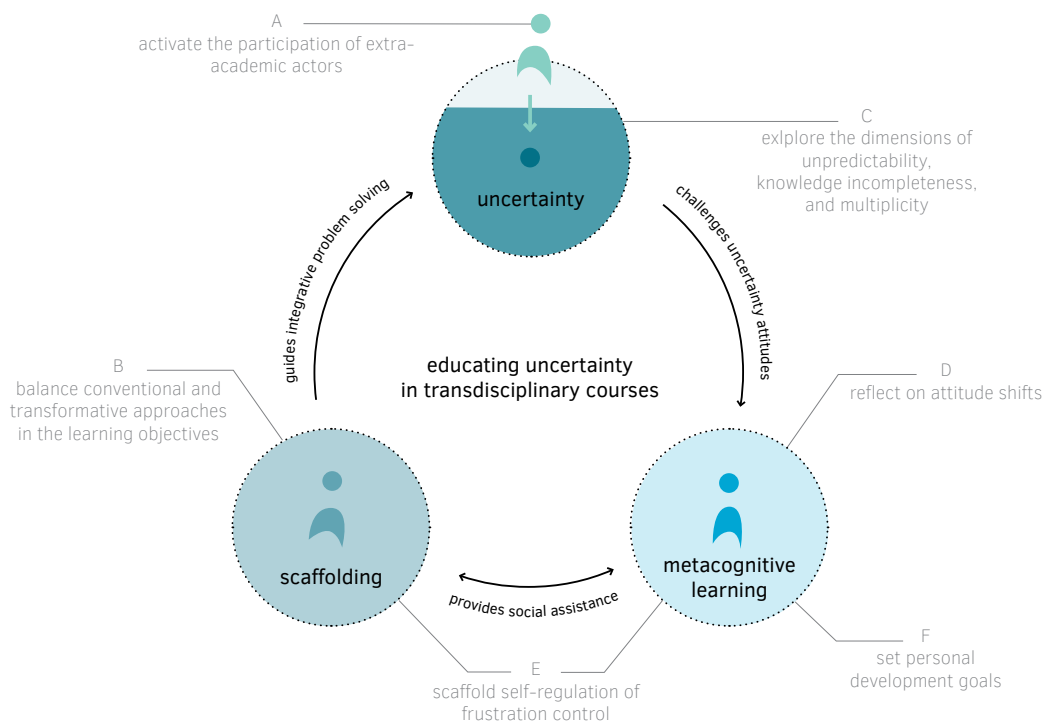 A
activate the participation of extra-
academic actors
C
exlplore the dimensions of
unpredictability,
knowledge incompleteness,
and multiplicity
uncertainty
guides integrative problem solving
challenges uncertainty attitudes
educating uncertainty
in transdisciplinary courses
B
balance conventional and
transformative approaches
in the learning objectives
D
reflect on attitude shifts
scaffolding
metacognitive
learning
provides social assistance
E
scaffold self-regulation of
frustration control
F
set personal
development goals